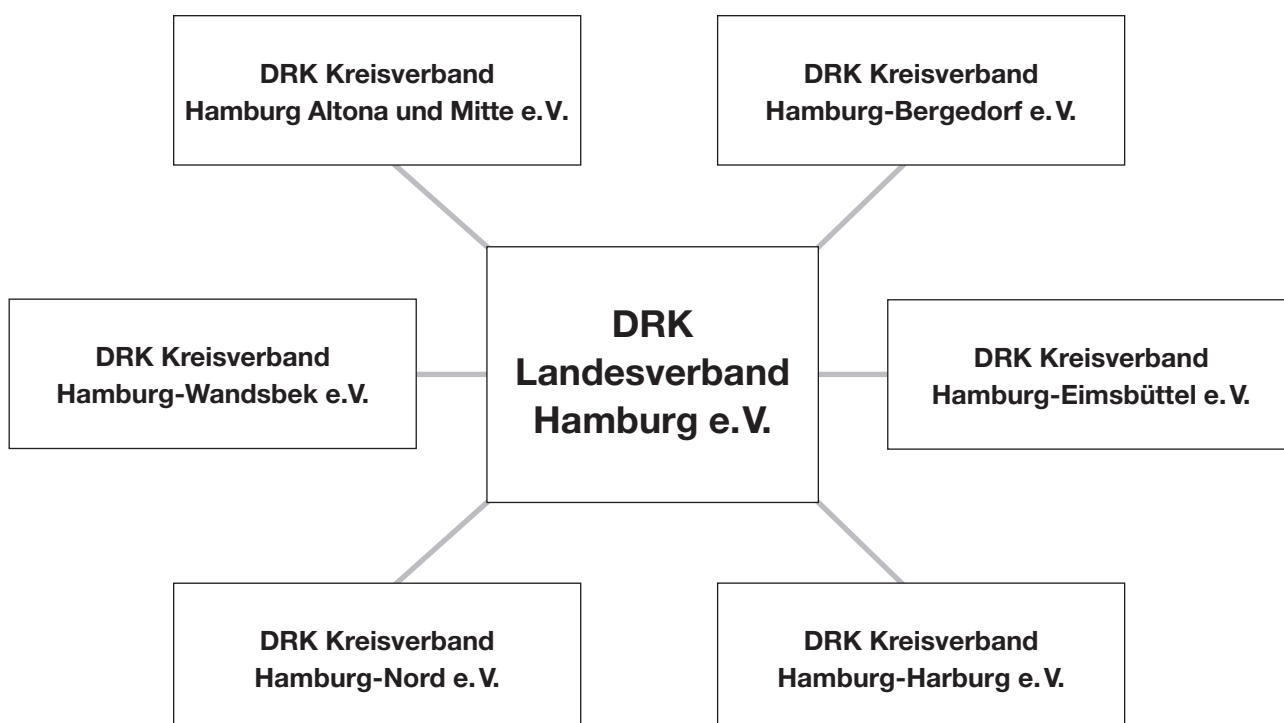 DRK Kreisverband
Hamburg Altona und Mitte e.V.
DRK Kreisverband
Hamburg-Bergedorf e.V.
DRK Kreisverband
Hamburg-Wandsbek e.V.
DRK
Landesverband
Hamburg e.V.
DRK Kreisverband
Hamburg-Eimsbüttel e.V.
DRK Kreisverband
Hamburg-Nord e.V.
DRK Kreisverband
Hamburg-Harburg e.V.